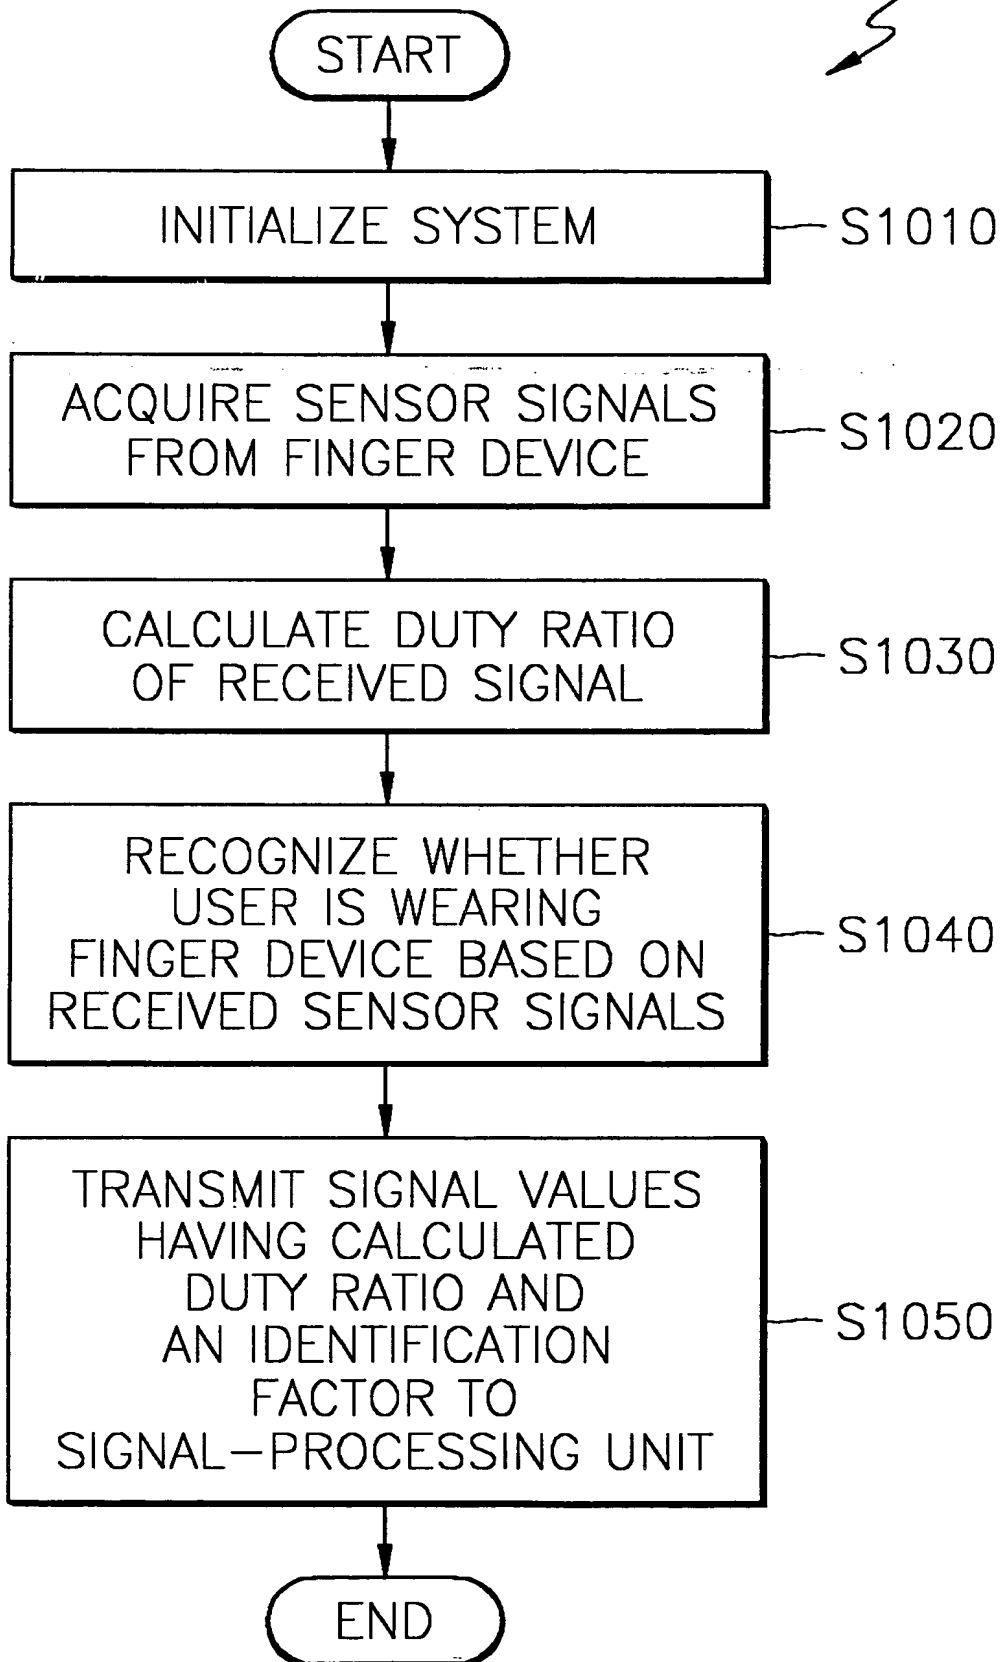 START
INITIALIZE SYSTEM
S1010
ACQUIRE SENSOR SIGNALS
FROM FINGER DEVICE
S1020
CALCULATE DUTY RATIO
OF RECEIVED SIGNAL
S1030
RECOGNIZE WHETHER
USER IS WEARING
FINGER DEVICE BASED ON
RECEIVED SENSOR SIGNALS
S1040
TRANSMIT SIGNAL VALUES
HAVING CALCULATED
DUTY RATIO AND
AN IDENTIFICATION
FACTOR TO
SIGNAL-PROCESSING UNIT
S1050
END